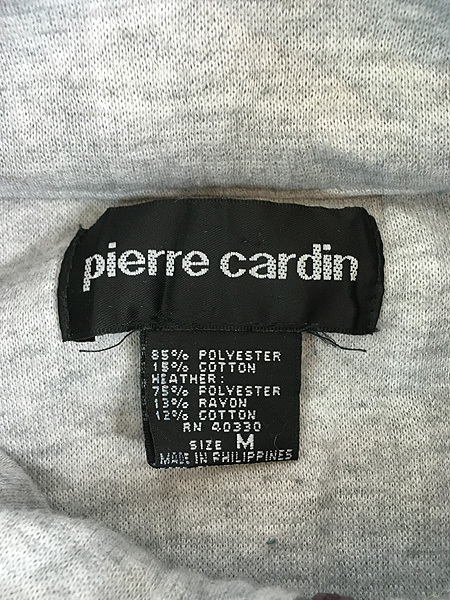 pierre cardin
85% POLYESTER
15% COTTON
HEATHER:
75% POLYESTER
13% RAYON
12% COTTON
RN 40330
SIZE M
MADE IN PHILIPPINES